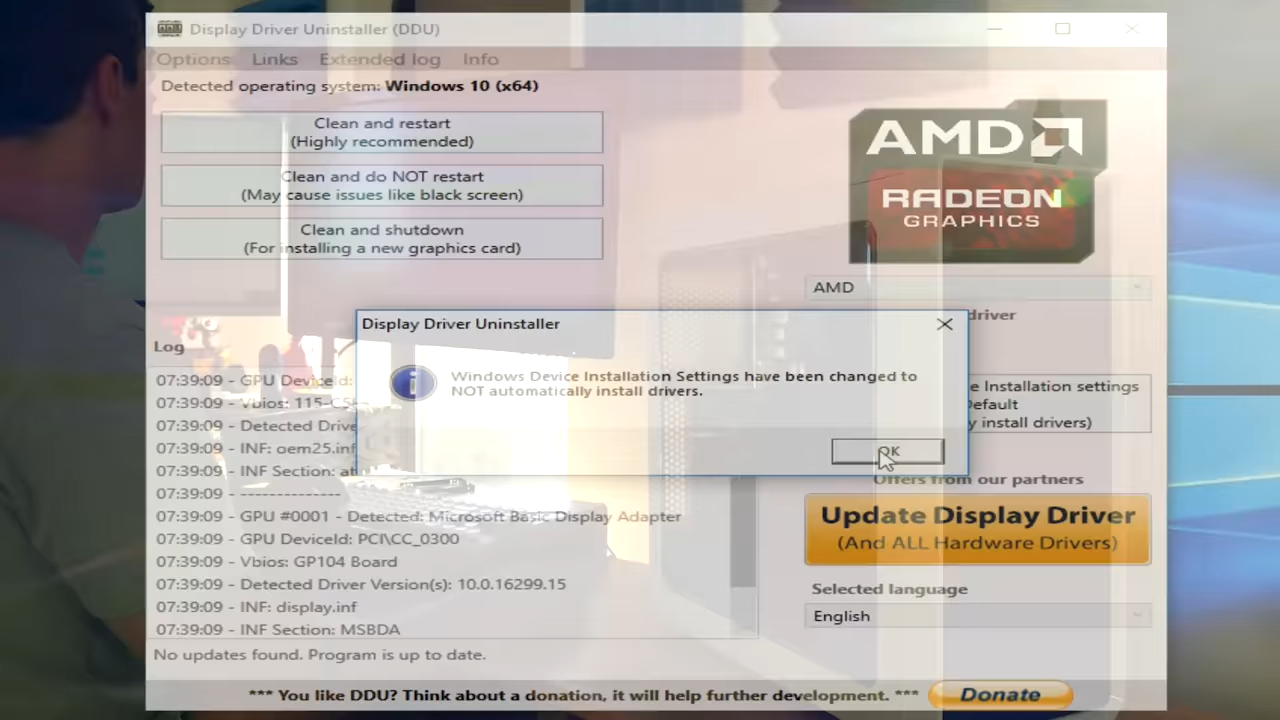 Display Driver Uninstaller (DDU)
Options Links Extended log Info
Detected operating system: Windows 10 (x64)
Clean and restart
(Highly recommended)
Clean and do NOT restart
(May cause issues like black screen)
Clean and shutdown
(For installing a new graphics card)
AMD
RADEON
GRAPHICS
AMD
driver
Display Driver Uninstaller
Windows Device Installation Settings have been changed to
NOT automatically install drivers.
OK
e Installation settings
Default
y install drivers)
Log
07:39:09 - GPU DeviceId:
07:39:09 - Vbios: 115-C5
07:39:09 - Detected Drive
07:39:09 - INF: oem25.inf
07:39:09 - INF Section: at
07:39:09 - --------------
07:39:09 - GPU #0001 - Detected: Microsoft Basic Display Adapter
07:39:09 - GPU DeviceId: PCI\CC_0300
07:39:09 - Vbios: GP104 Board
07:39:09 - Detected Driver Version(s): 10.0.16299.15
07:39:09 - INF: display.inf
07:39:09 - INF Section: MSBDA
Offers from our partners
Update Display Driver
(And ALL Hardware Drivers)
Selected language
English
No updates found. Program is up to date.
*** You like DDU? Think about a donation, it will help further development. ***
Donate